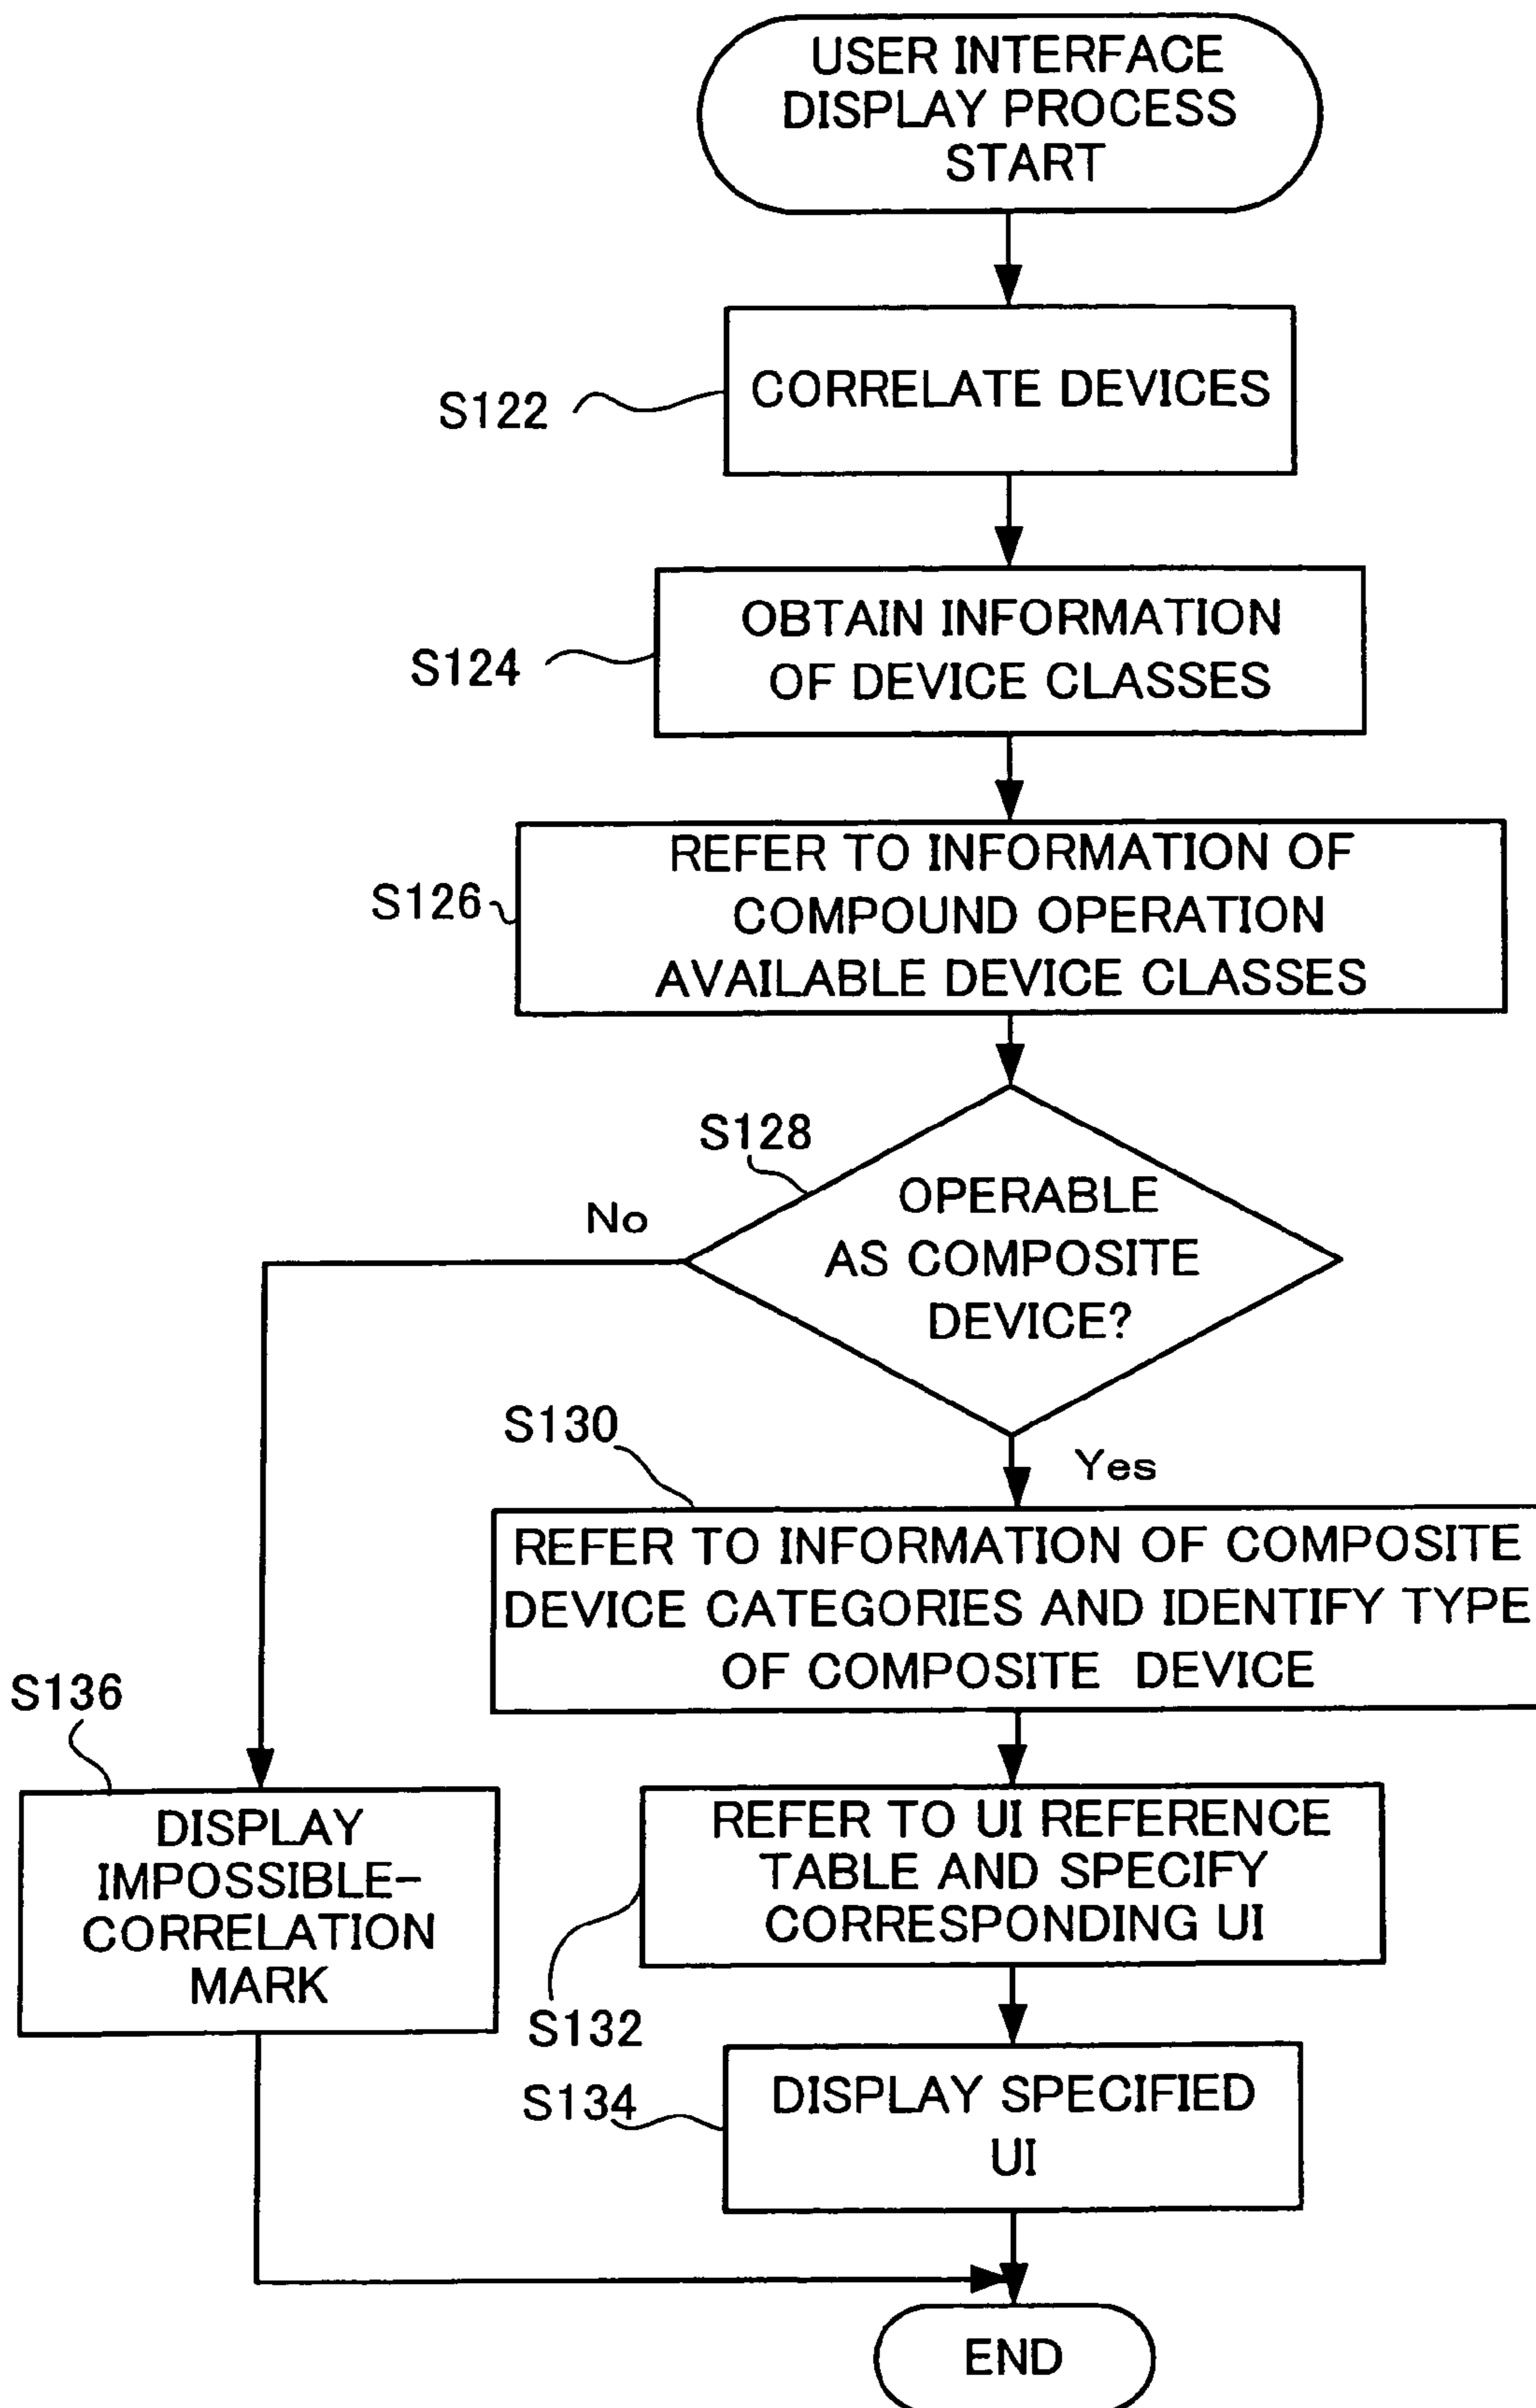 USER INTERFACE
DISPLAY PROCESS
START
S122
CORRELATE DEVICES
S124
OBTAIN INFORMATION
OF DEVICE CLASSES
S126
REFER TO INFORMATION OF
COMPOUND OPERATION
AVAILABLE DEVICE CLASSES
S128
OPERABLE
AS COMPOSITE
DEVICE?
No
Yes
S130
REFER TO INFORMATION OF COMPOSITE
DEVICE CATEGORIES AND IDENTIFY TYPE
OF COMPOSITE DEVICE
S136
DISPLAY
IMPOSSIBLE-
CORRELATION
MARK
REFER TO UI REFERENCE
TABLE AND SPECIFY
CORRESPONDING UI
S132
S134
DISPLAY SPECIFIED
UI
END